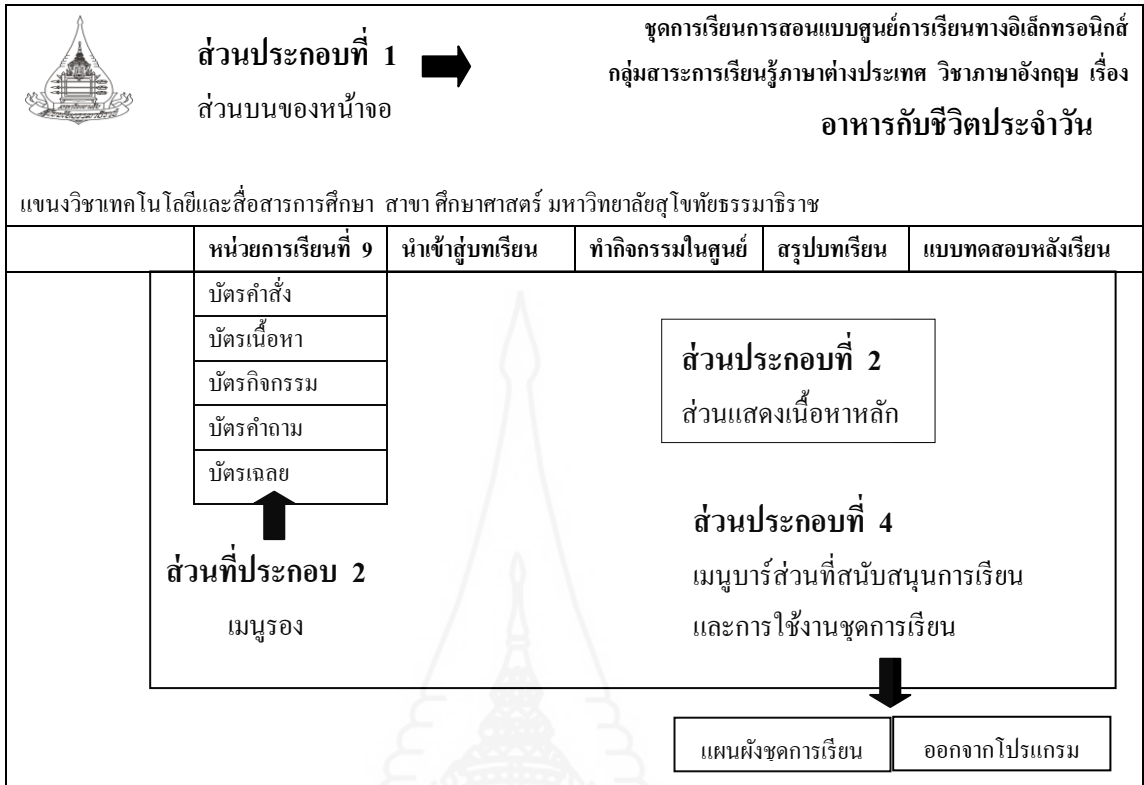 ส่วนประกอบที่ 1
ส่วนบนของหน้าจอ
ชุดการเรียนการสอนแบบศูนย์การเรียนทางอิเล็กทรอนิกส์
กลุ่มสาระการเรียนรู้ภาษาต่างประเทศ วิชาภาษาอังกฤษ เรื่อง
อาหารกับชีวิตประจำวัน
แขนงวิชาเทคโนโลยีและสื่อสารการศึกษา สาขา ศึกษาศาสตร์ มหาวิทยาลัยสุโขทัยธรรมาธิราช
หน่วยการเรียนที่ 9 นำเข้าสู่บทเรียน ทำกิจกรรมในศูนย์ สรุปบทเรียน แบบทดสอบหลังเรียน
บัตรคำสั่ง
บัตรเนื้อหา
บัตรกิจกรรม
บัตรคำถาม
บัตรเฉลย
ส่วนที่ประกอบ 2
เมนูรอง
ส่วนประกอบที่ 2
ส่วนแสดงเนื้อหาหลัก
ส่วนประกอบที่ 4
เมนูบาร์ส่วนที่สนับสนุนการเรียน
และการใช้งานชุดการเรียน
แผนผังชุดการเรียน ออกจากโปรแกรม